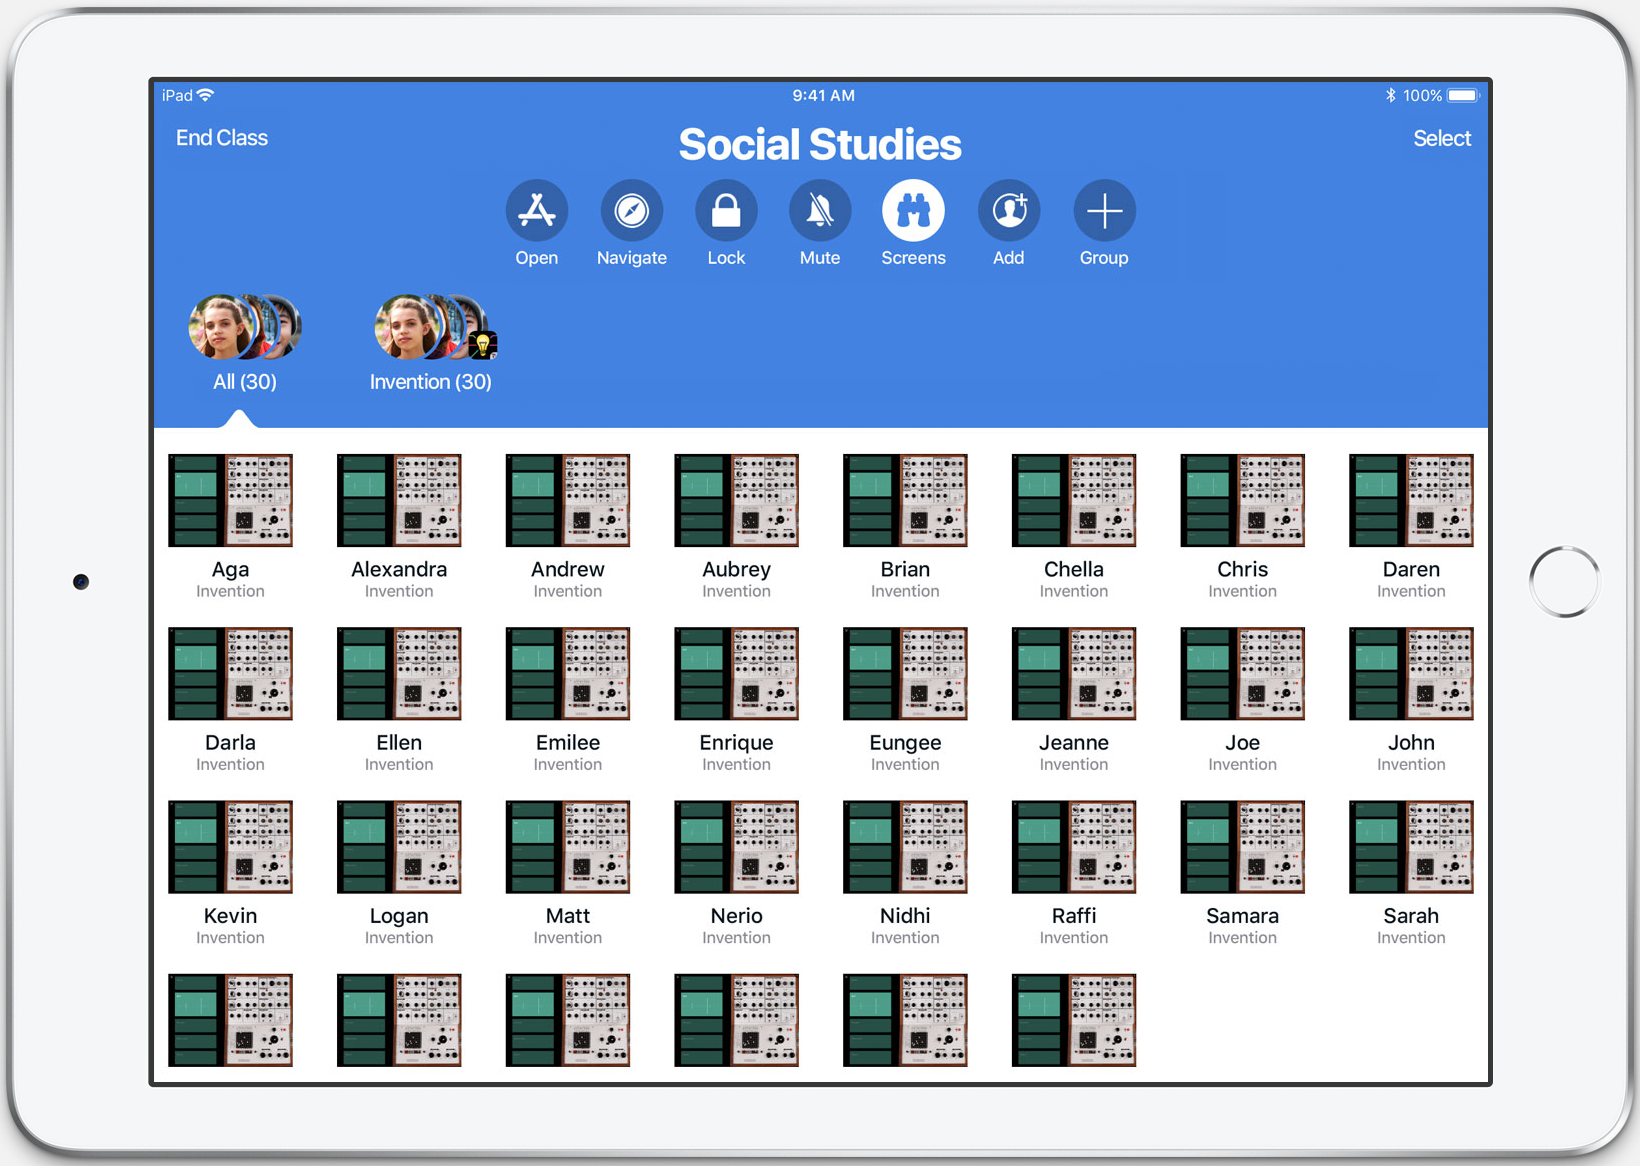 iPad 9:41 AM 100%
End Class Social Studies Select
Open Navigate Lock Mute Screens Add Group
All (30) Invention (30)
Aga Alexandra Andrew Aubrey Brian Chella Chris Daren
Invention Invention Invention Invention Invention Invention Invention Invention
Darla Ellen Emilee Enrique Eungee Jeanne Joe John
Invention Invention Invention Invention Invention Invention Invention Invention
Kevin Logan Matt Nerio Nidhi Raffi Samara Sarah
Invention Invention Invention Invention Invention Invention Invention Invention